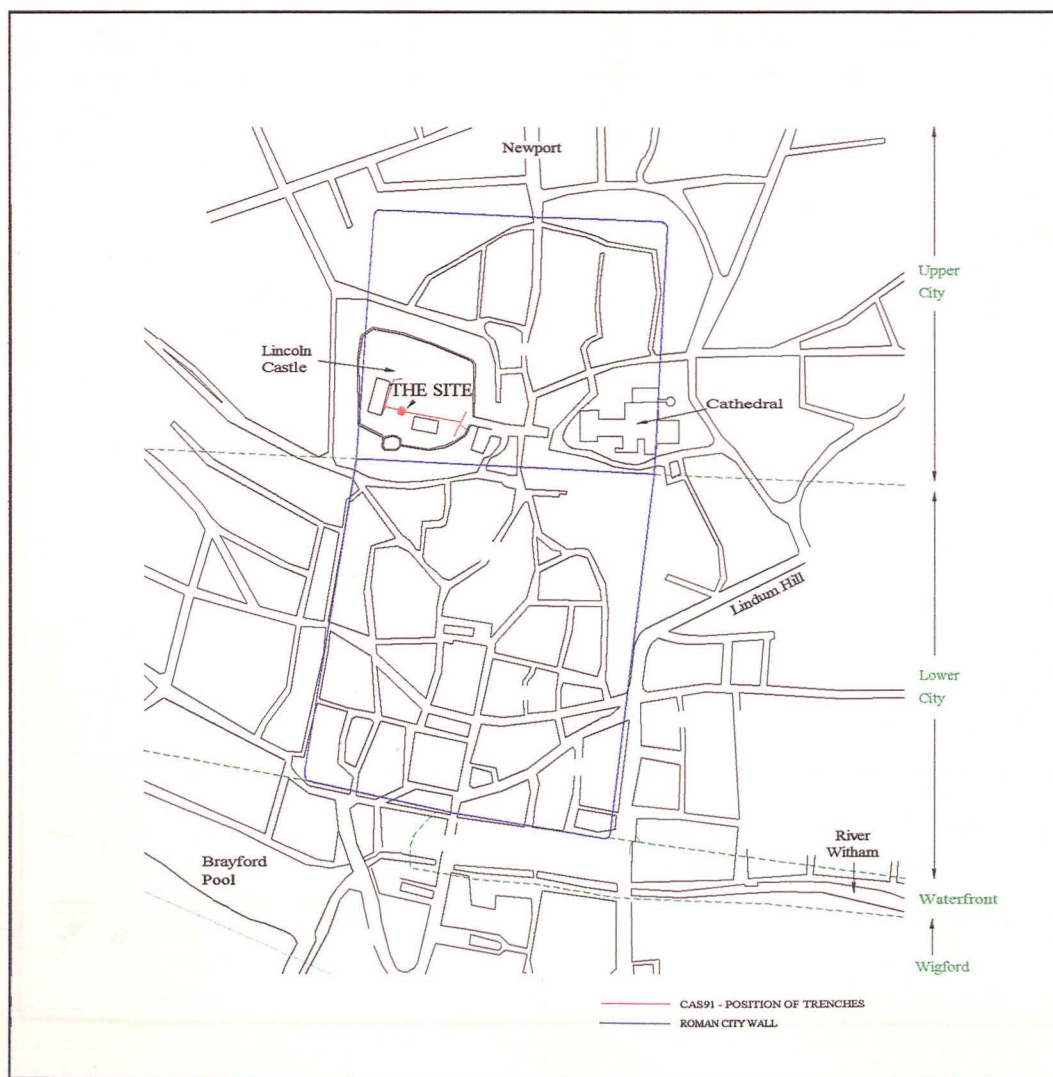 Newport
Upper
City
Lincoln
Castle
THE SITE
Cathedral
Lindum Hill
Lower
City
River
Witham
Brayford
Pool
Waterfront
Wigford
CAS91 - POSITION OF TRENCHES
ROMAN CITY WALL